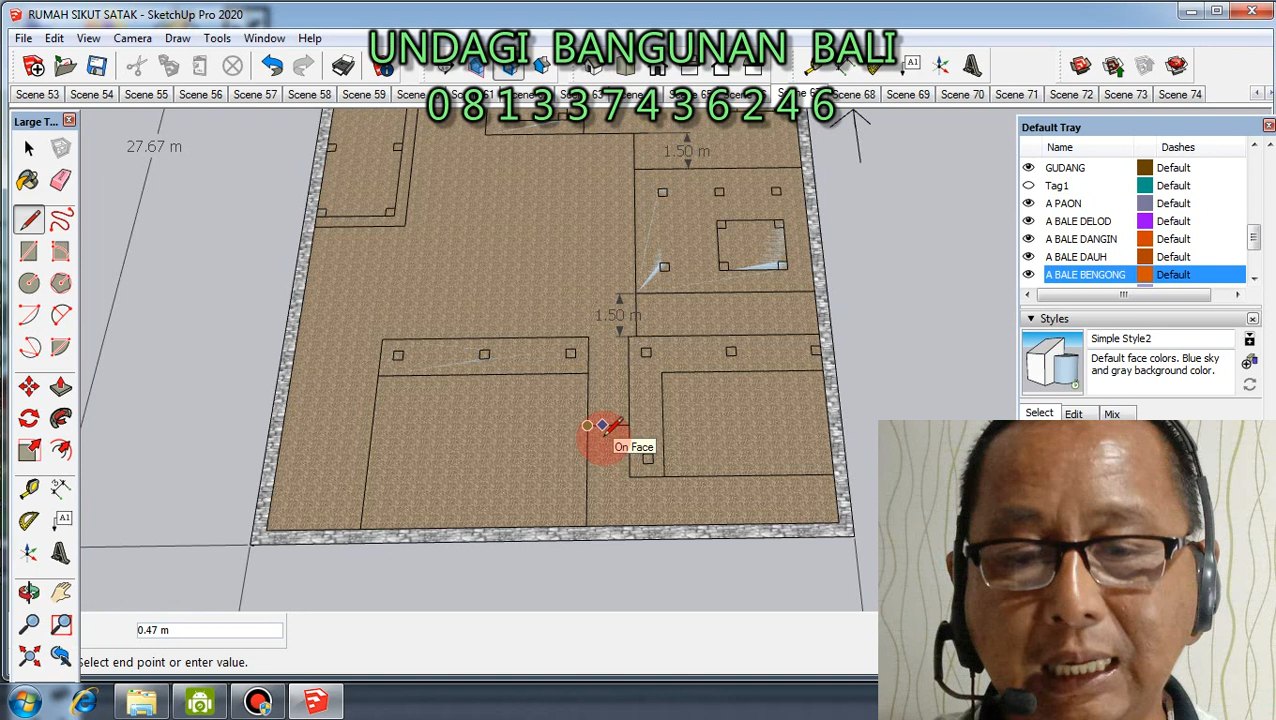 RUMAH SIKUT SATAK - SketchUp Pro 2020
File Edit View Camera Draw Tools Window Help
UNDAGI BANGUNAN BALI
081337436246
Scene 53 Scene 54 Scene 55 Scene 56 Scene 57 Scene 58 Scene 59 Scene 68 Scene 69 Scene 70 Scene 71 Scene 72 Scene 73 Scene 74
Large T...
Default Tray
Name Dashes
GUDANG Default
Tag1 Default
A PAON Default
A BALE DELOD Default
A BALE DANGIN Default
A BALE DAUH Default
A BALE BENGONG Default
Styles
Simple Style2
Default face colors. Blue sky
and gray background color.
Select Edit Mix
27.67 m
1.50 m
1.50 m
On Face
A1
A1
0.47 m
Select end point or enter value.